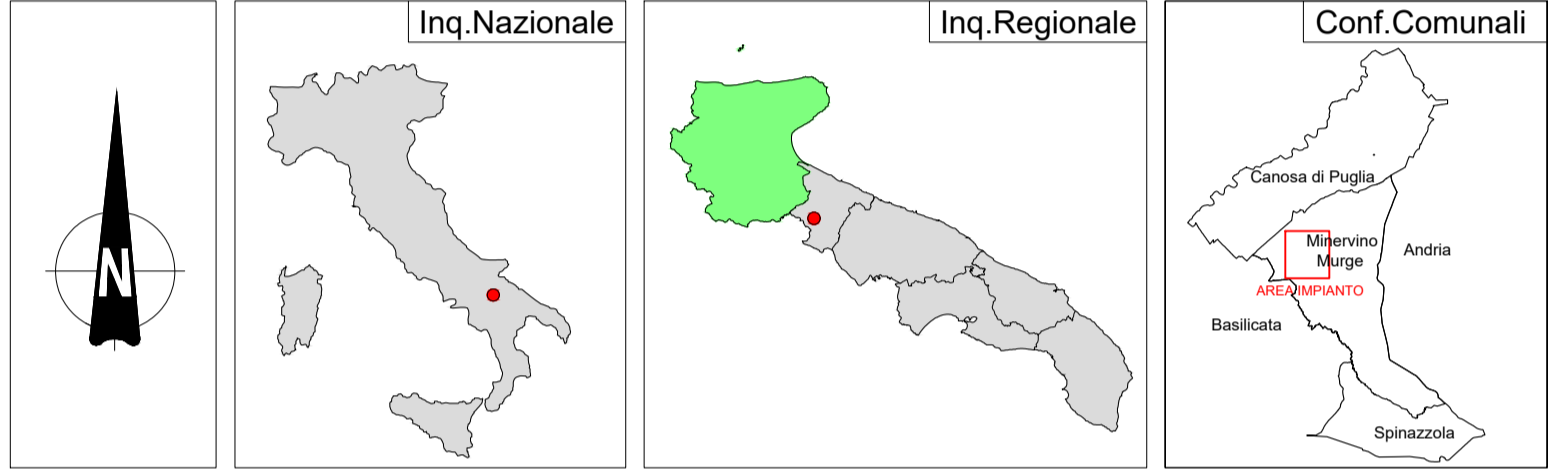 N
Inq.Nazionale
Inq.Regionale
Conf.Comunali
Canosa di Puglia
Minervino
Murge
Andria
AREA IMPIANTO
Basilicata
Spinazzola